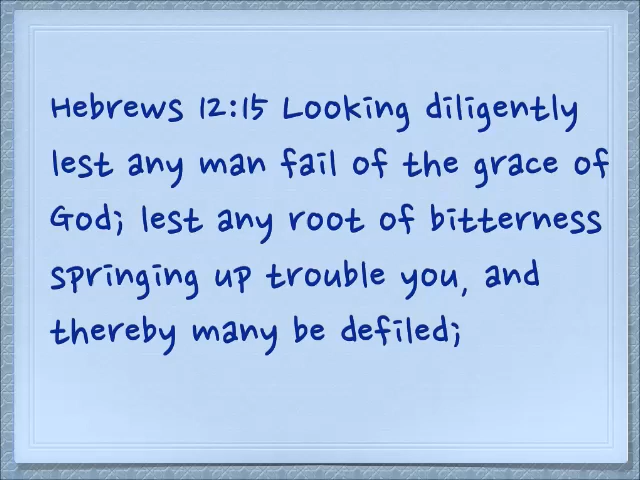 Hebrews 12:15 Looking diligently
lest any man fail of the grace of
God; lest any root of bitterness
springing up trouble you, and
thereby many be defiled;